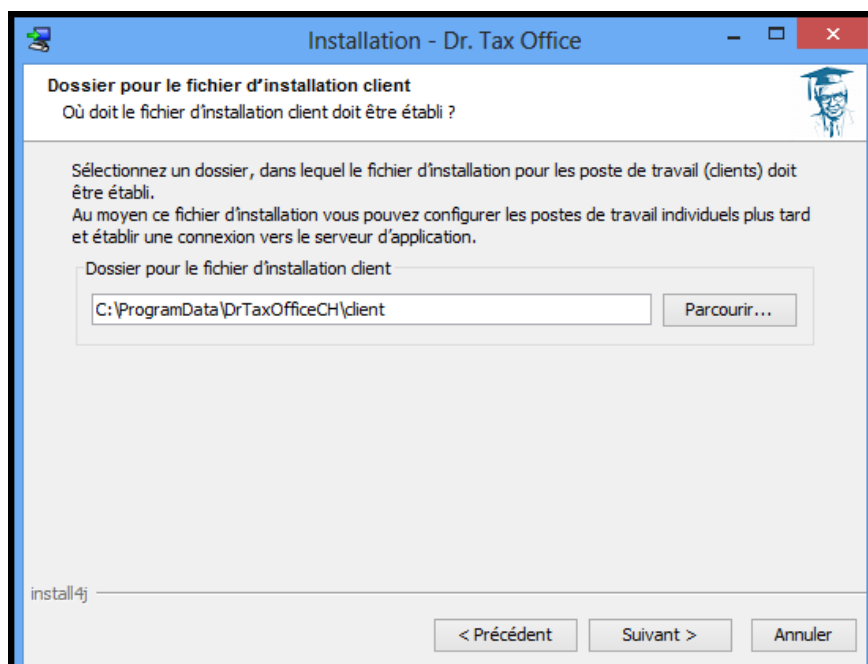 Installation - Dr. Tax Office
Dossier pour le fichier d'installation client
Où doit le fichier d'installation client doit être établi ?
Sélectionnez un dossier, dans lequel le fichier d'installation pour les poste de travail (clients) doit
être établi.
Au moyen ce fichier d'installation vous pouvez configurer les postes de travail individuels plus tard
et établir une connexion vers le serveur d'application.
Dossier pour le fichier d'installation client
C:\ProgramData\DrTaxOfficeCH\client
Parcourir...
install4j
< Précédent
Suivant >
Annuler